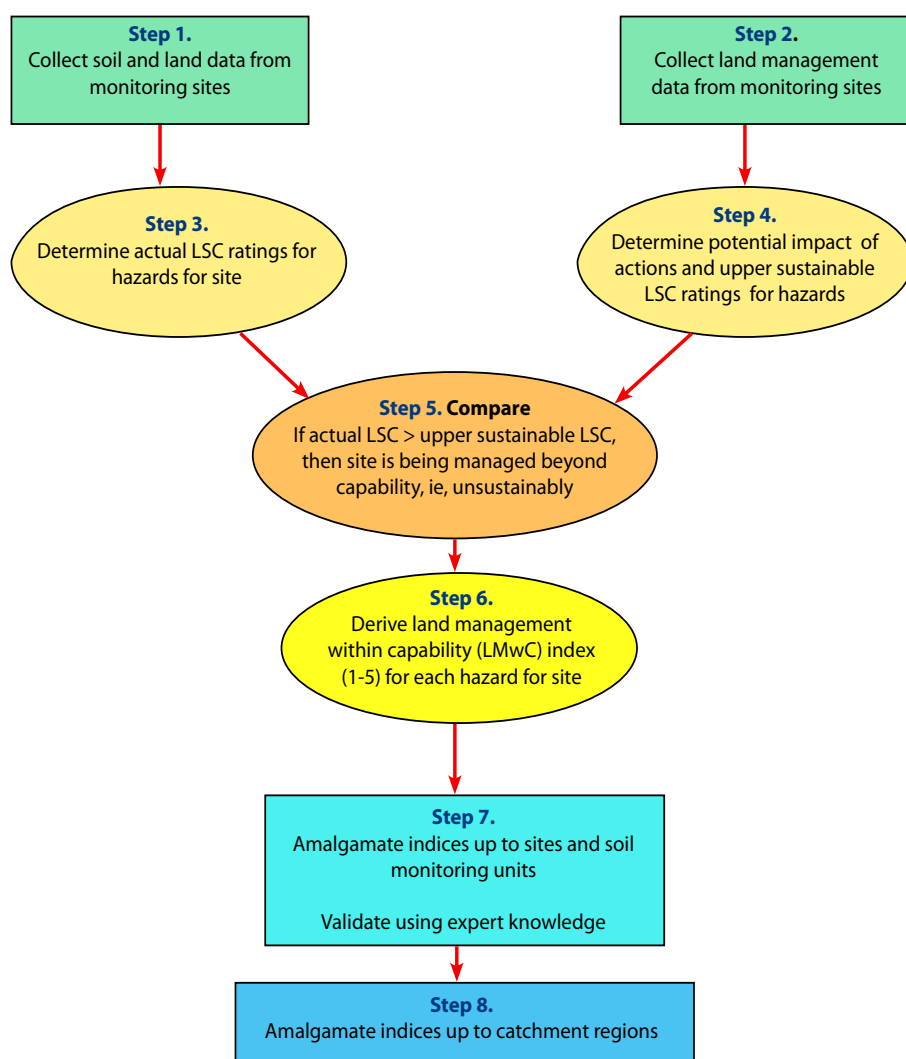 Step 1.
Collect soil and land data from
monitoring sites
Step 2.
Collect land management
data from monitoring sites
Step 3.
Determine actual LSC ratings for
hazards for site
Step 4.
Determine potential impact of
actions and upper sustainable
LSC ratings for hazards
Step 5. Compare
If actual LSC > upper sustainable LSC,
then site is being managed beyond
capability, ie, unsustainably
Step 6.
Derive land management
within capability (LMwC) index
(1-5) for each hazard for site
Step 7.
Amalgamate indices up to sites and soil
monitoring units
Validate using expert knowledge
Step 8.
Amalgamate indices up to catchment regions